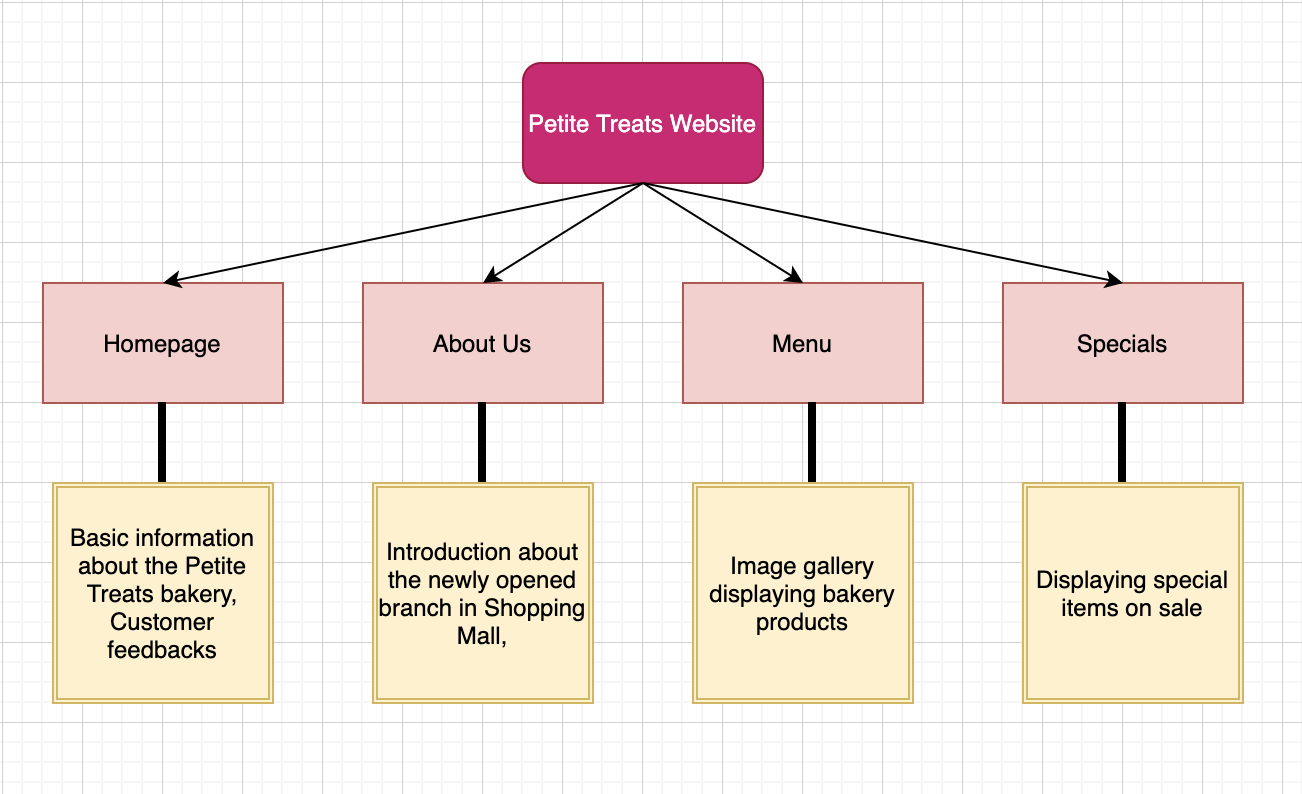 Petite Treats Website
Homepage
About Us
Menu
Specials
Basic information
about the Petite
Treats bakery,
Customer
feedbacks
Introduction about
the newly opened
branch in Shopping
Mall,
Image gallery
displaying bakery
products
Displaying special
items on sale